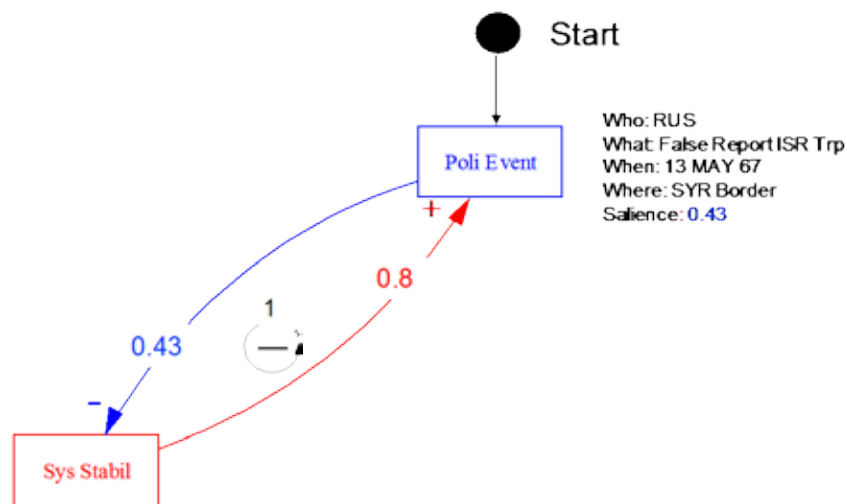 Start
Who: RUS
What: False Report ISR Trp
When: 13 MAY 67
Where: SYR Border
Salience: 0.43
Poli Event
+
0.8
1
—
0.43
-
Sys Stabil